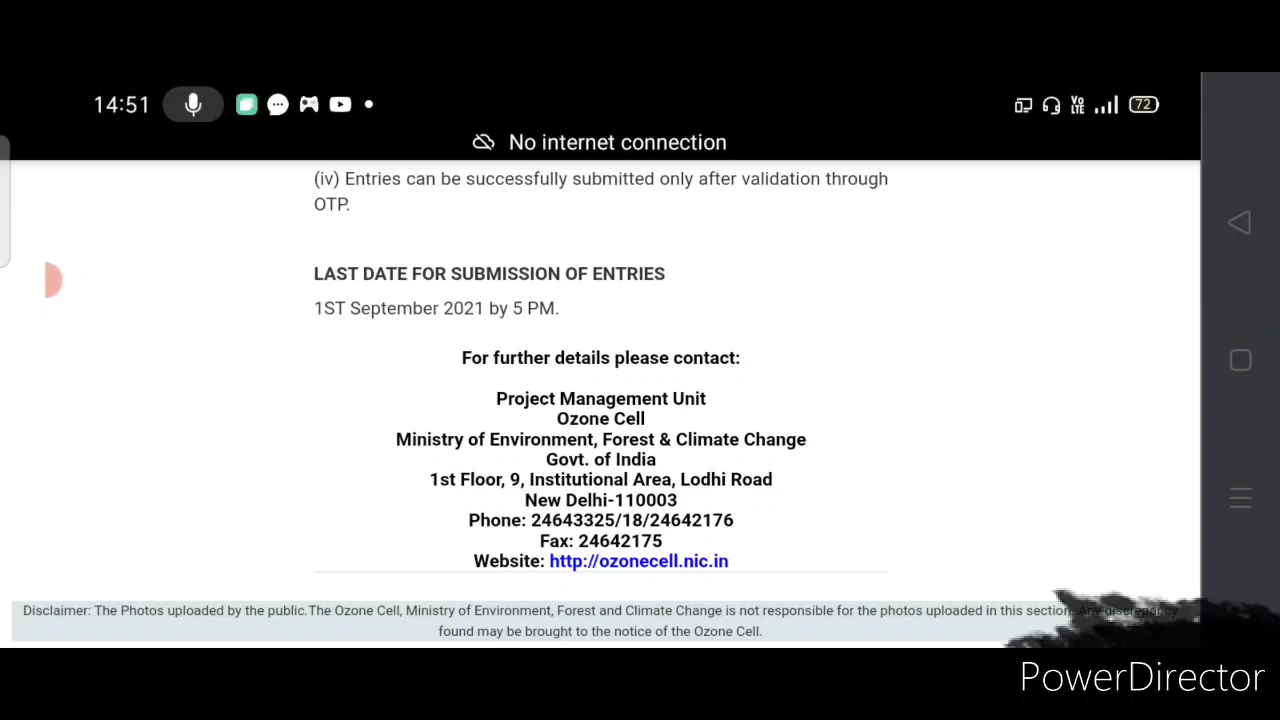 14:51
VoLTE
72
No internet connection
(iv) Entries can be successfully submitted only after validation through
OTP.
LAST DATE FOR SUBMISSION OF ENTRIES
1ST September 2021 by 5 PM.
For further details please contact:
Project Management Unit
Ozone Cell
Ministry of Environment, Forest & Climate Change
Govt. of India
1st Floor, 9, Institutional Area, Lodhi Road
New Delhi-110003
Phone: 24643325/18/24642176
Fax: 24642175
Website: http://ozonecell.nic.in
Disclaimer: The Photos uploaded by the public.The Ozone Cell, Ministry of Environment, Forest and Climate Change is not responsible for the photos uploaded in this section. Any discrepancy
found may be brought to the notice of the Ozone Cell.
PowerDirector